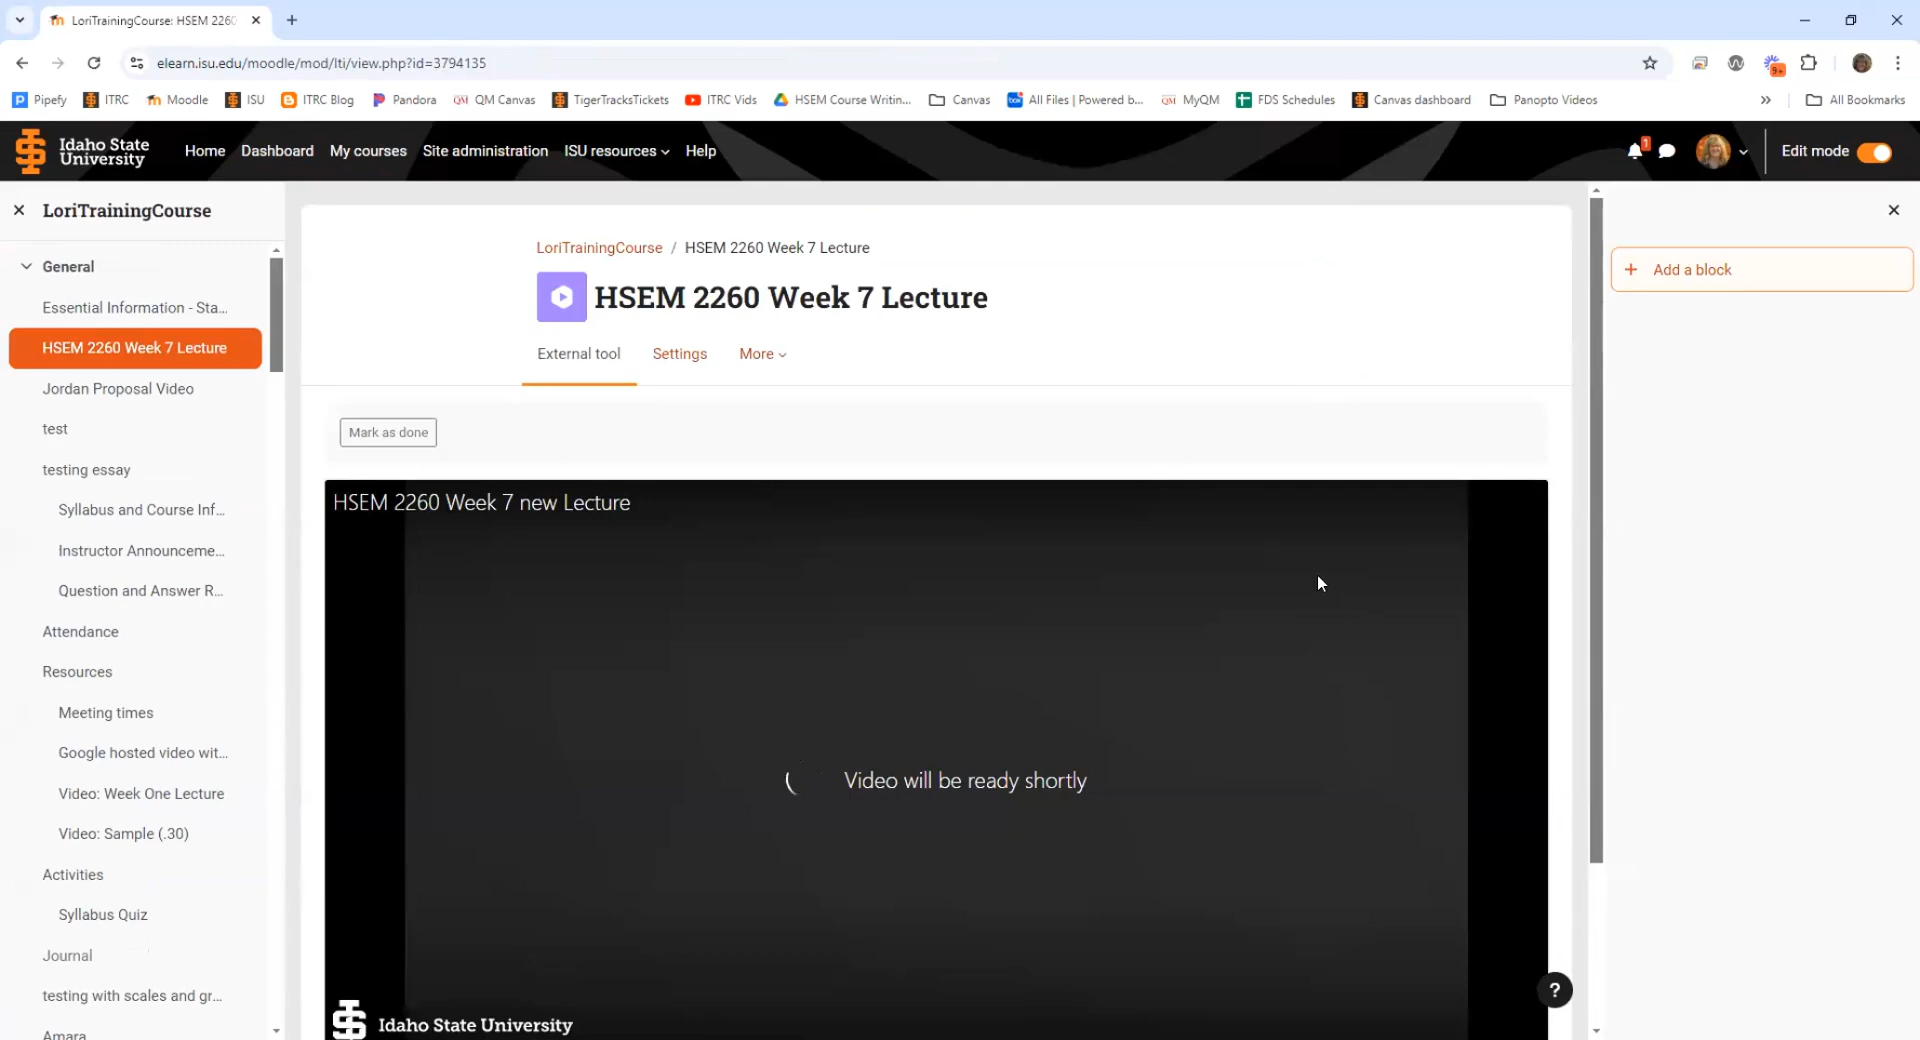 LoriTrainingCourse: HSEM 2260
elearn.isu.edu/moodle/mod/lti/view.php?id=3794135
9+
Pipefy ITRC Moodle ISU ITRC Blog Pandora QM Canvas TigerTracksTickets ITRC Vids HSEM Course Writin... Canvas All Files | Powered b... MyQM FDS Schedules Canvas dashboard Panopto Videos » All Bookmarks
Idaho State
University
Home Dashboard My courses Site administration ISU resources Help
1
Edit mode
LoriTrainingCourse
General
Essential Information - Sta...
HSEM 2260 Week 7 Lecture
Jordan Proposal Video
test
testing essay
Syllabus and Course Inf...
Instructor Announceme...
Question and Answer R...
Attendance
Resources
Meeting times
Google hosted video wit...
Video: Week One Lecture
Video: Sample (.30)
Activities
Syllabus Quiz
Journal
testing with scales and gr...
Amara
LoriTrainingCourse / HSEM 2260 Week 7 Lecture
HSEM 2260 Week 7 Lecture
External tool Settings More
Mark as done
HSEM 2260 Week 7 new Lecture
Video will be ready shortly
Idaho State University
?
+ Add a block